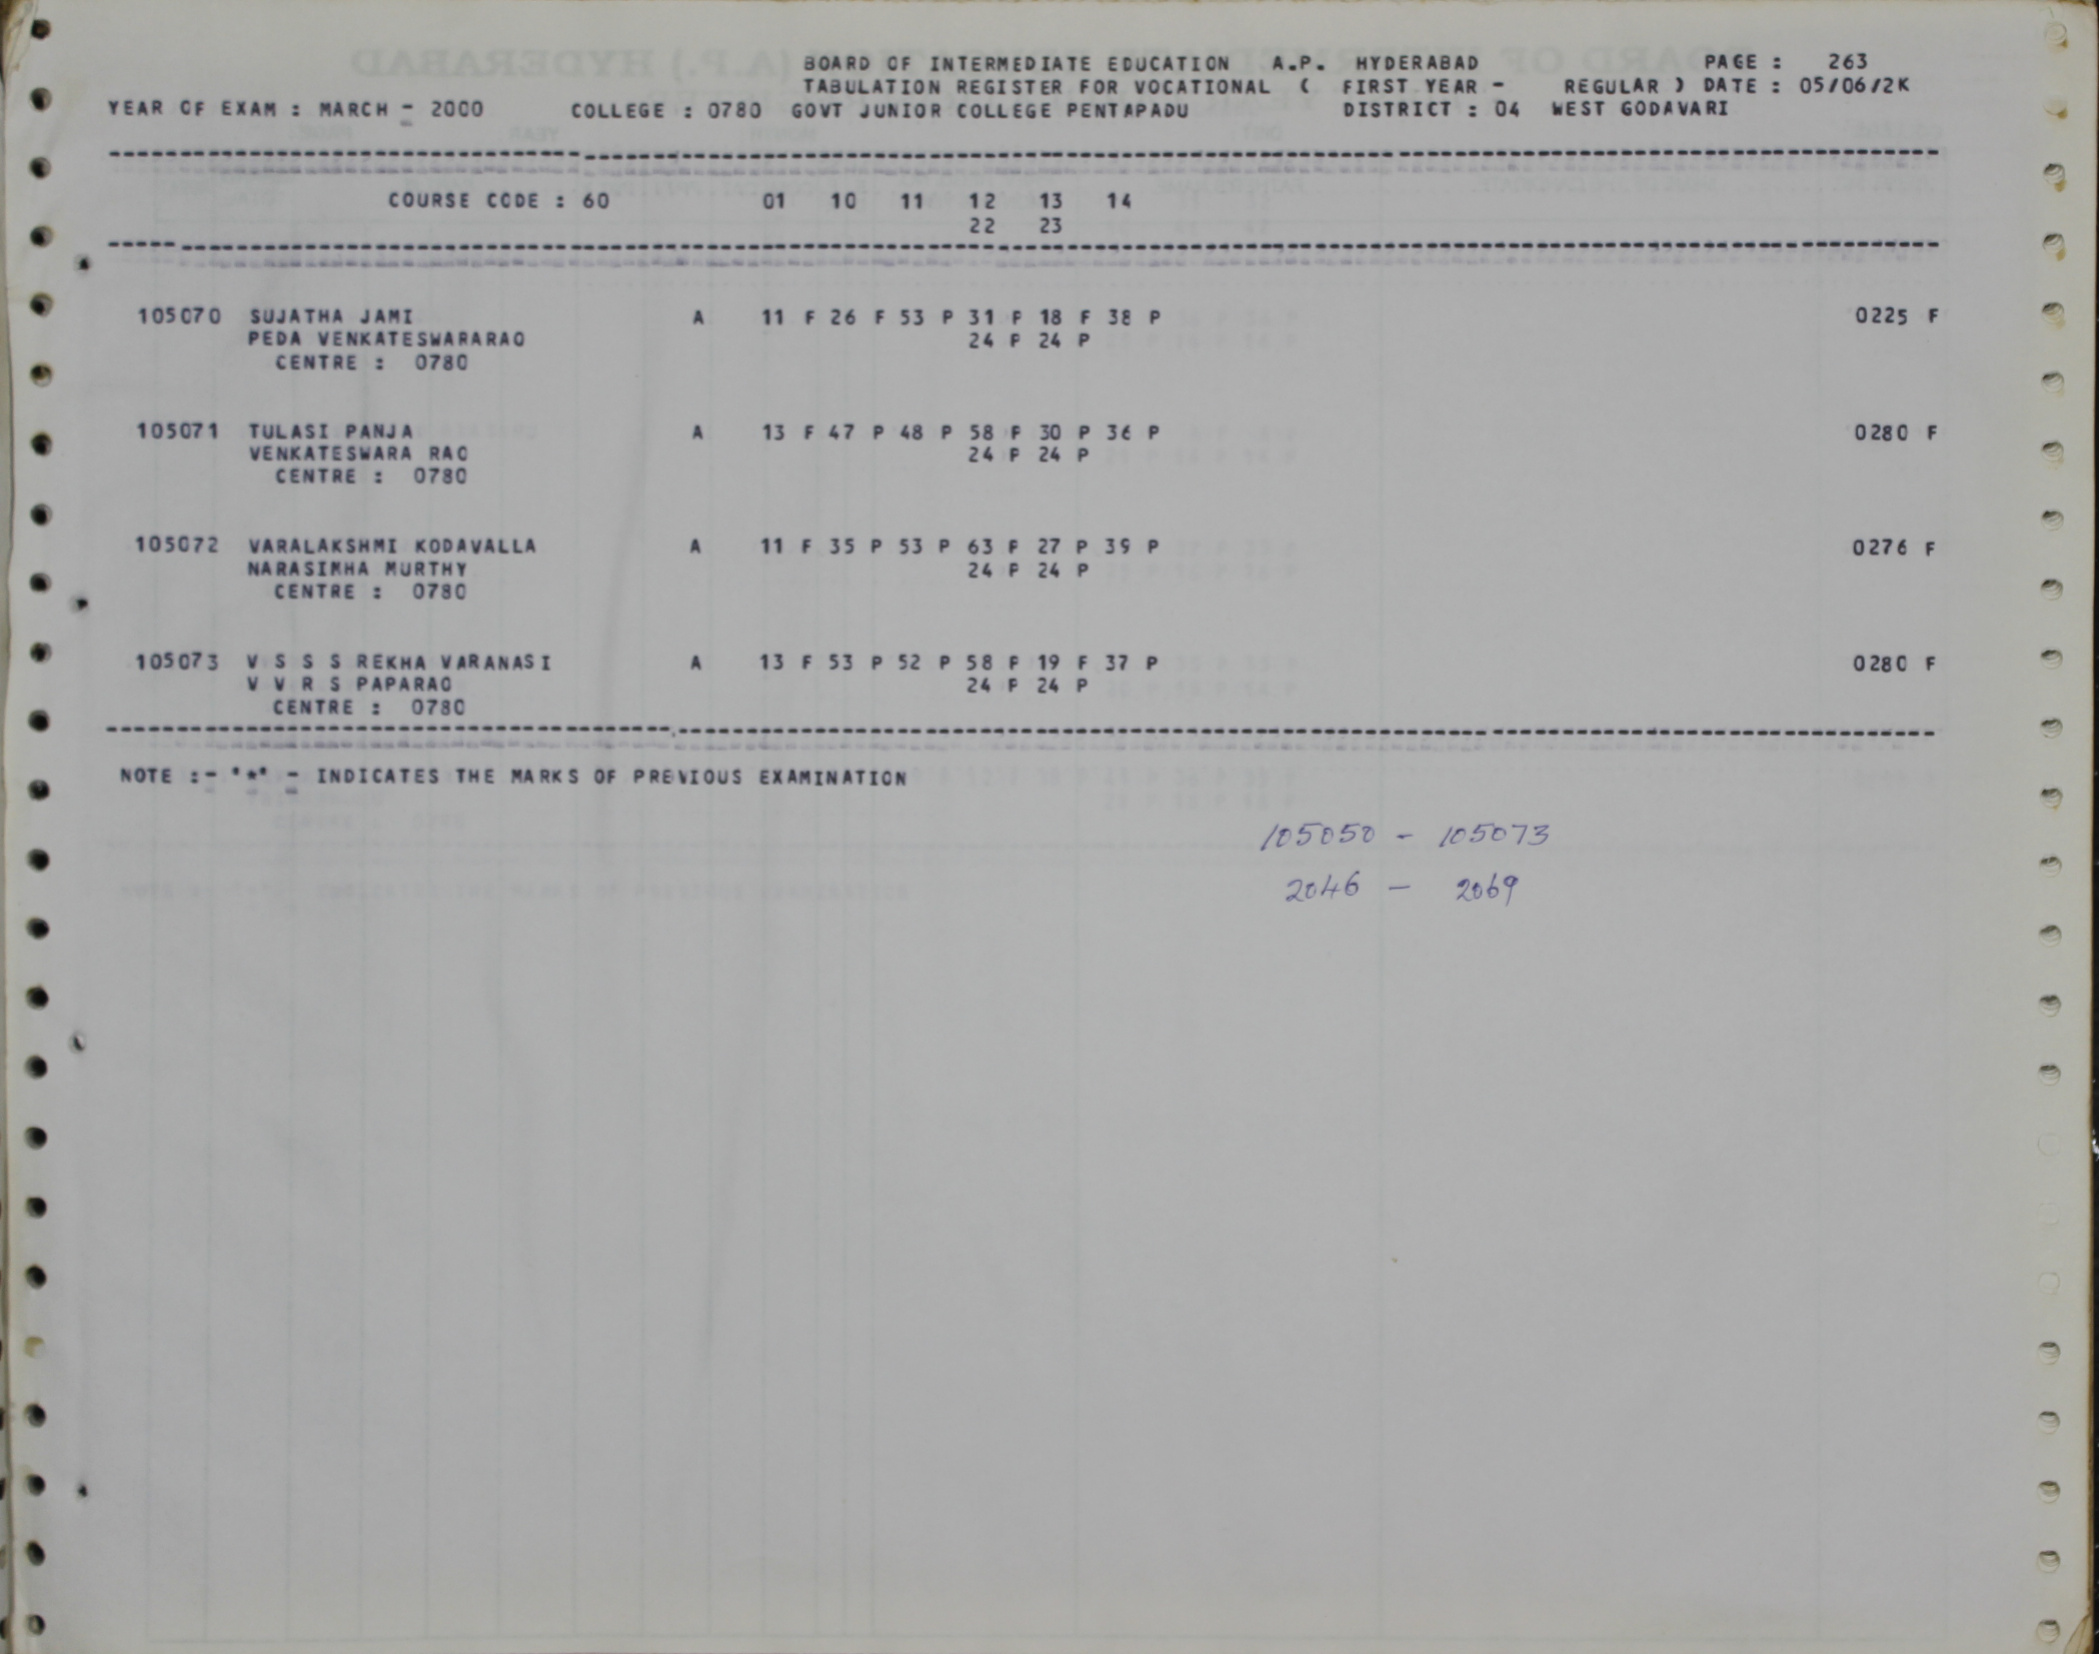 BOARD OF INTERMEDIATE EDUCATION A.P. HYDERABAD PAGE : 263
TABULATION REGISTER FOR VOCATIONAL ( FIRST YEAR - REGULAR ) DATE : 05/06/2K
YEAR OF EXAM : MARCH - 2000 COLLEGE : 0780 GOVT JUNIOR COLLEGE PENTAPADU DISTRICT : 04 WEST GODAVARI
COURSE CODE : 60 01 10 11 12 13 14
22 23
105070 SUJATHA JAMI A 11 F 26 F 53 P 31 P 18 F 38 P 0225 F
PEDA VENKATESWARARAO 24 P 24 P
CENTRE : 0780
105071 TULASI PANJA A 13 F 47 P 48 P 58 P 30 P 36 P 0280 F
VENKATESWARA RAO 24 P 24 P
CENTRE : 0780
105072 VARALAKSHMI KODAVALLA A 11 F 35 P 53 P 63 P 27 P 39 P 0276 F
NARASIMHA MURTHY 24 P 24 P
CENTRE : 0780
105073 V S S S REKHA VARANASI A 13 F 53 P 52 P 58 P 19 F 37 P 0280 F
V V R S PAPARAO 24 P 24 P
CENTRE : 0780
NOTE :- '*' - INDICATES THE MARKS OF PREVIOUS EXAMINATION
105050 - 105073
2046 - 2069